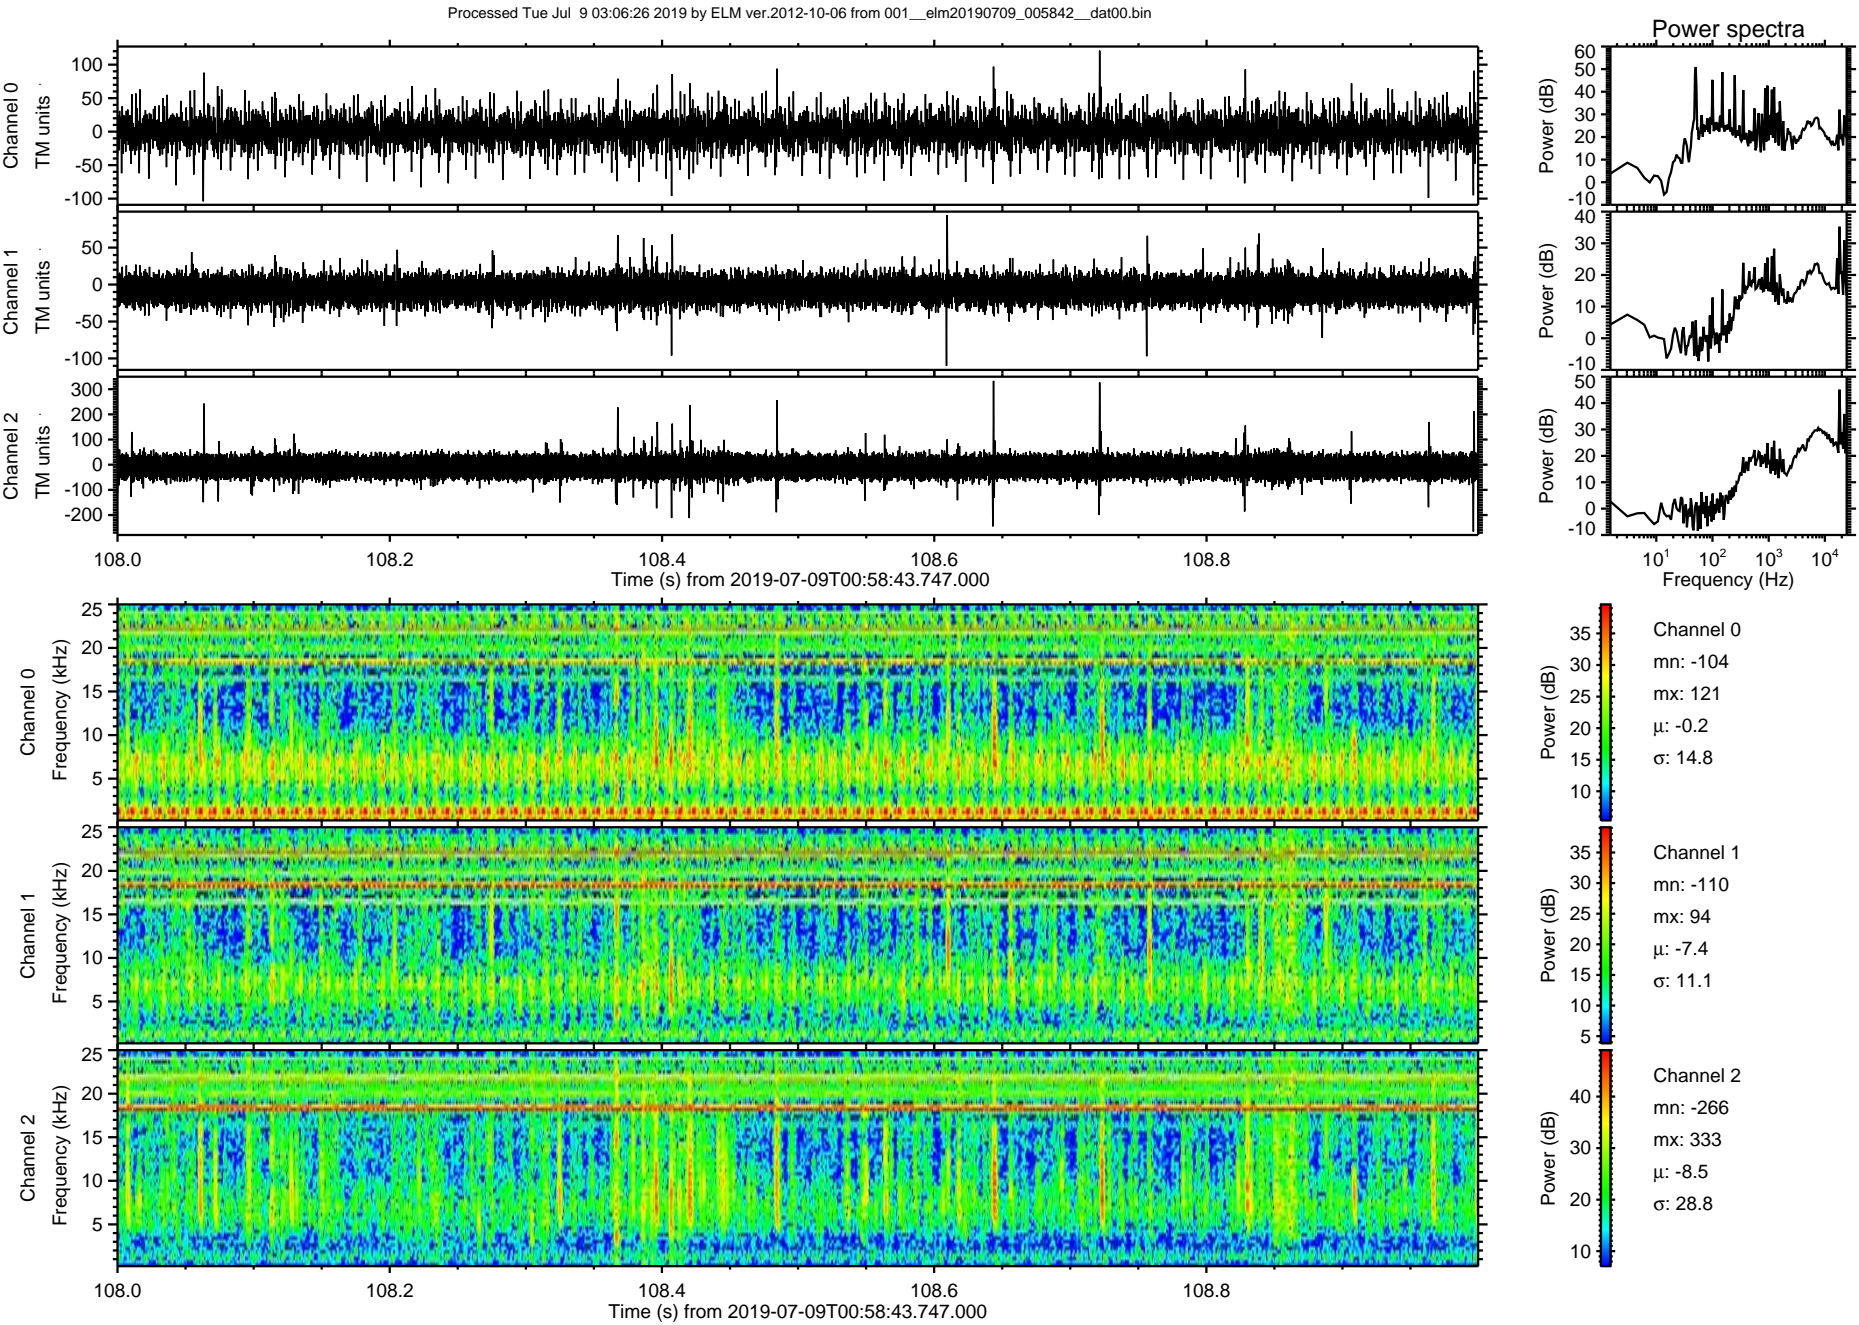 Processed Tue Jul  9 03:06:26 2019 by ELM ver.2012-10-06 from 001__elm20190709_005842__dat00.bin
Power spectra
Channel 0
TM units
100
50
0
-50
-100
Power (dB)
60
50
40
30
20
10
0
-10
Channel 1
TM units
50
0
-50
-100
Power (dB)
40
30
20
10
0
-10
Channel 2
TM units
300
200
100
0
-100
-200
Power (dB)
50
40
30
20
10
0
-10
108.0 108.2 108.4 108.6 108.8
Time (s) from 2019-07-09T00:58:43.747.000
10^1 10^2 10^3 10^4
Frequency (Hz)
Channel 0
Frequency (kHz)
25
20
15
10
5
Power (dB)
35
30
25
20
15
10
Channel 0
mn: -104
mx: 121
μ: -0.2
σ: 14.8
Channel 1
Frequency (kHz)
25
20
15
10
5
Power (dB)
35
30
25
20
15
10
5
Channel 1
mn: -110
mx: 94
μ: -7.4
σ: 11.1
Channel 2
Frequency (kHz)
25
20
15
10
5
Power (dB)
40
30
20
10
Channel 2
mn: -266
mx: 333
μ: -8.5
σ: 28.8
108.0 108.2 108.4 108.6 108.8
Time (s) from 2019-07-09T00:58:43.747.000